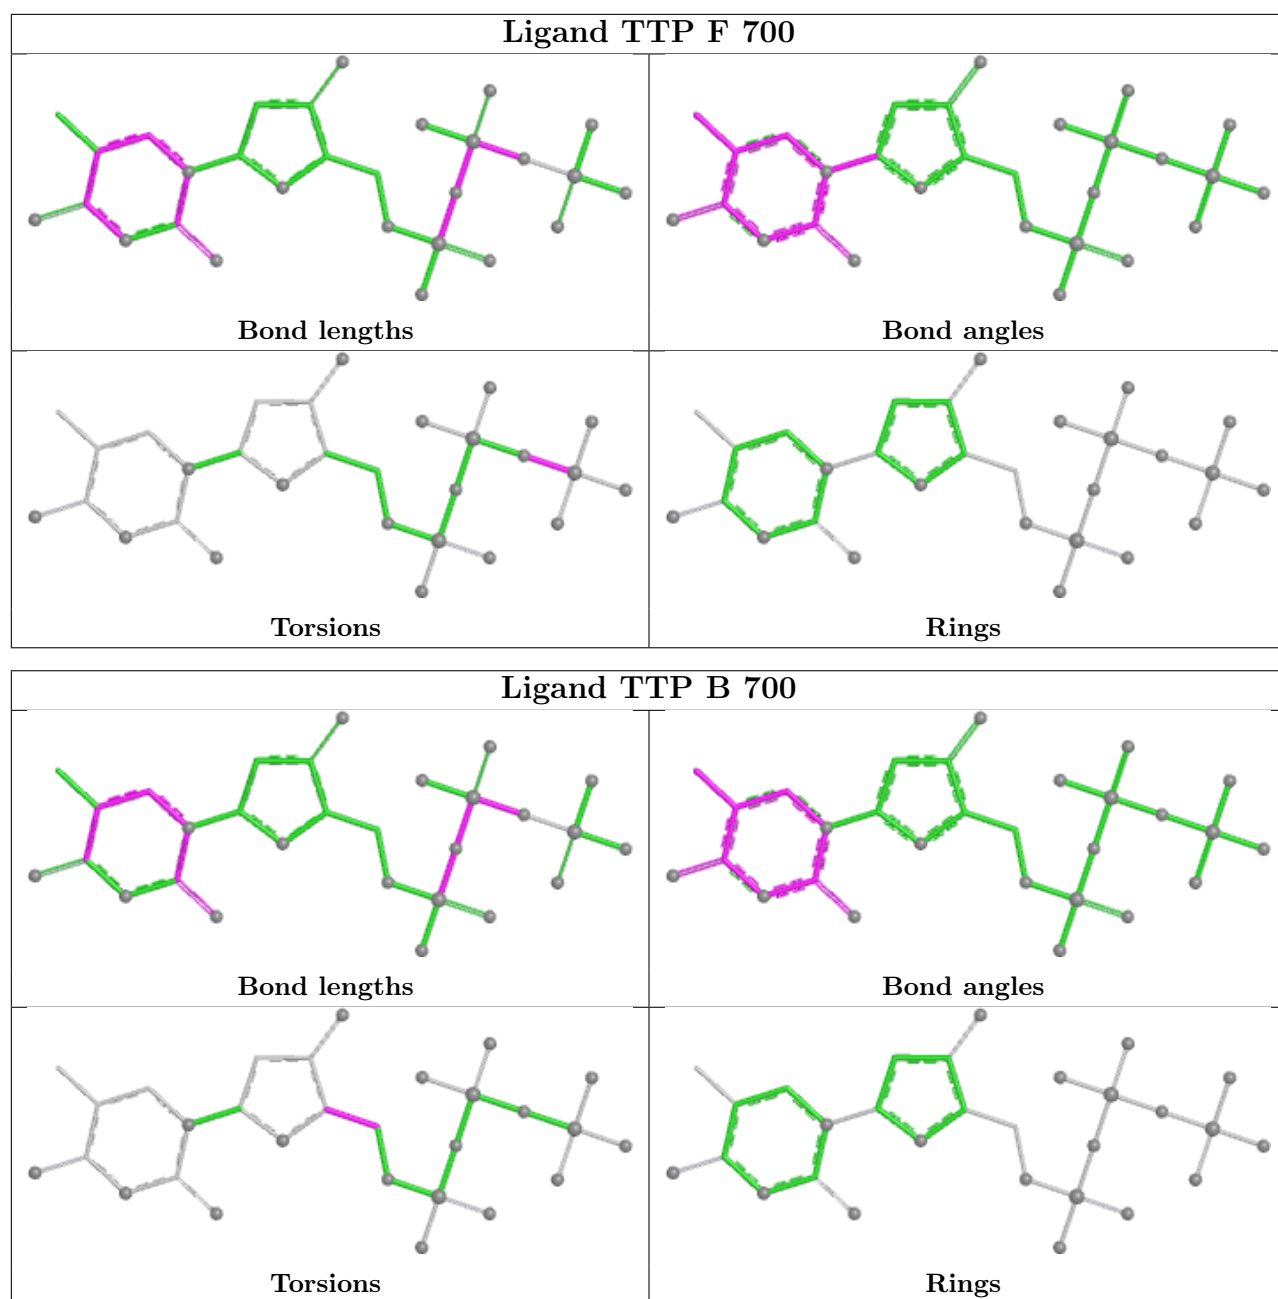 Ligand TTP F 700
Bond lengths
Bond angles
Torsions
Rings
Ligand TTP B 700
Bond lengths
Bond angles
Torsions
Rings